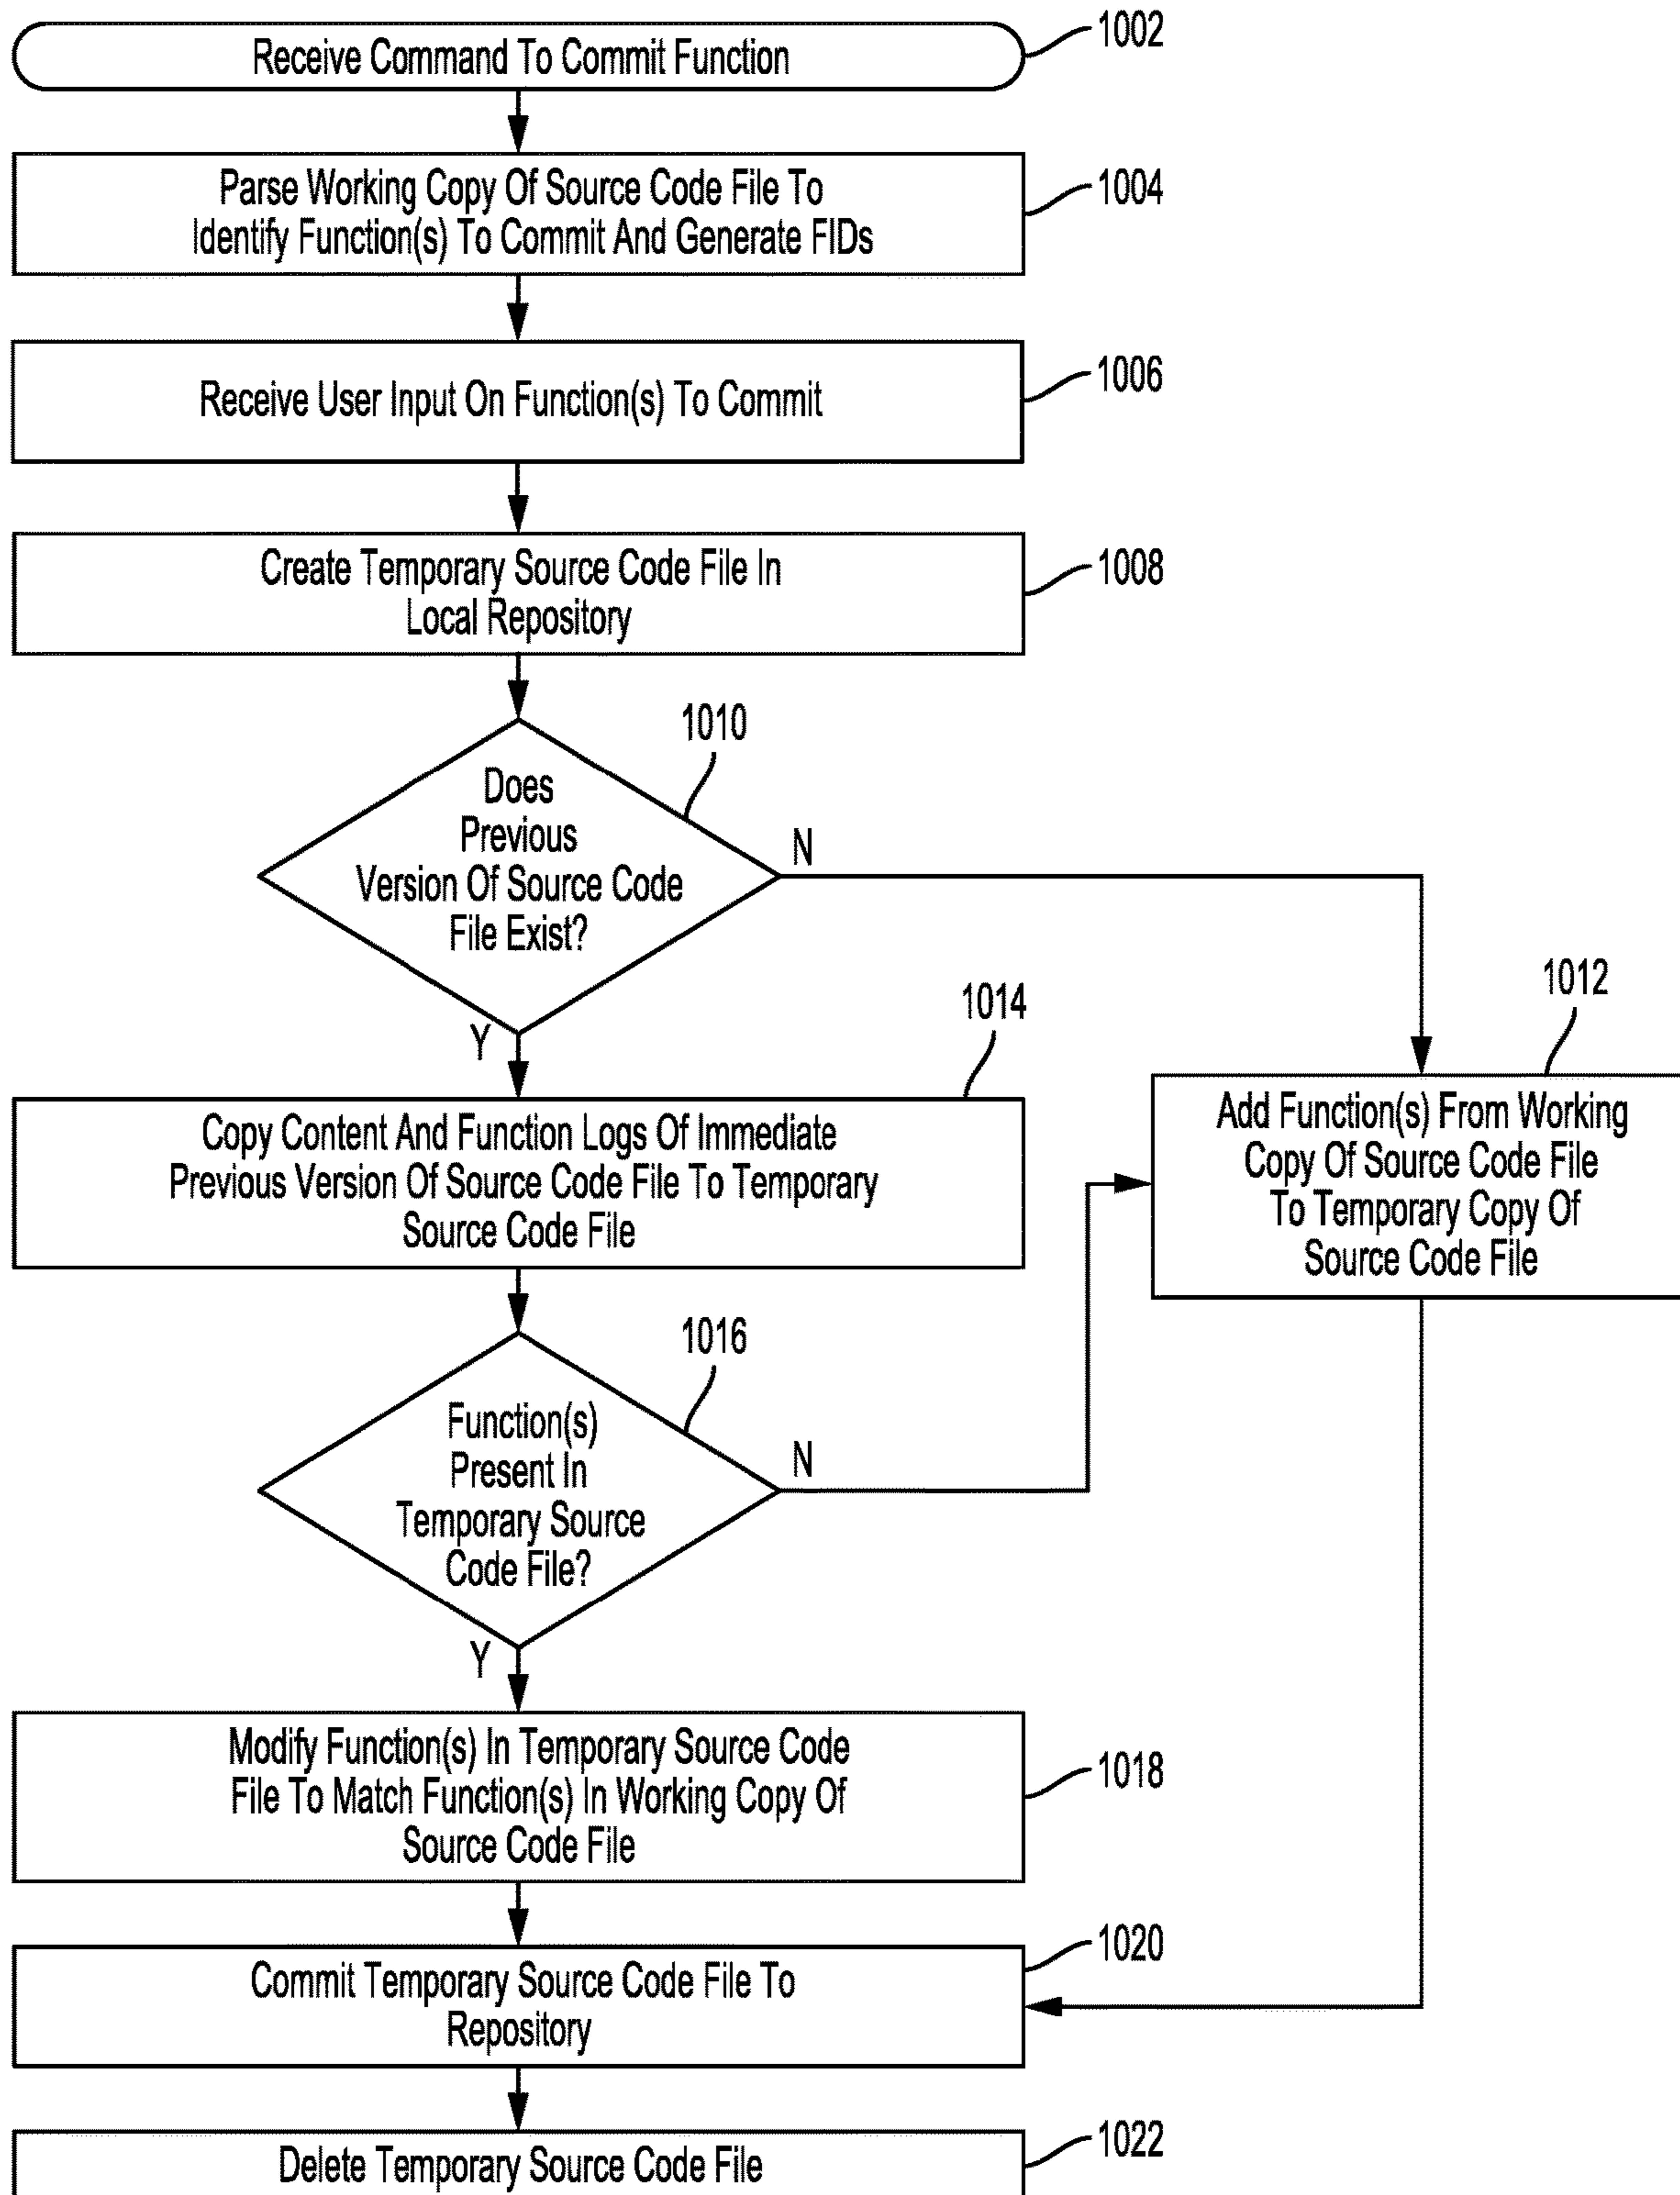 Receive Command To Commit Function
1002
Parse Working Copy Of Source Code File To
Identify Function(s) To Commit And Generate FIDs
1004
Receive User Input On Function(s) To Commit
1006
Create Temporary Source Code File In
Local Repository
1008
1010
Does
Previous
Version Of Source Code
File Exist?
N
Y
1014
Copy Content And Function Logs Of Immediate
Previous Version Of Source Code File To Temporary
Source Code File
1012
Add Function(s) From Working
Copy Of Source Code File
To Temporary Copy Of
Source Code File
1016
Function(s)
Present In
Temporary Source
Code File?
N
Y
Modify Function(s) In Temporary Source Code
File To Match Function(s) In Working Copy Of
Source Code File
1018
Commit Temporary Source Code File To
Repository
1020
Delete Temporary Source Code File
1022